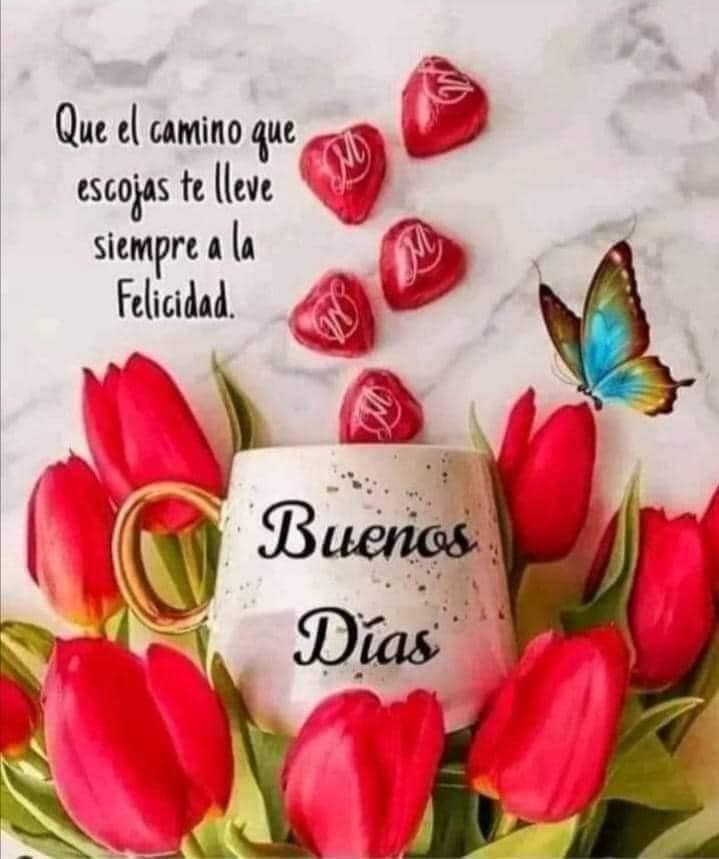 Que el camino que
escojas te lleve
siempre a la
Felicidad.
Buenos
Días